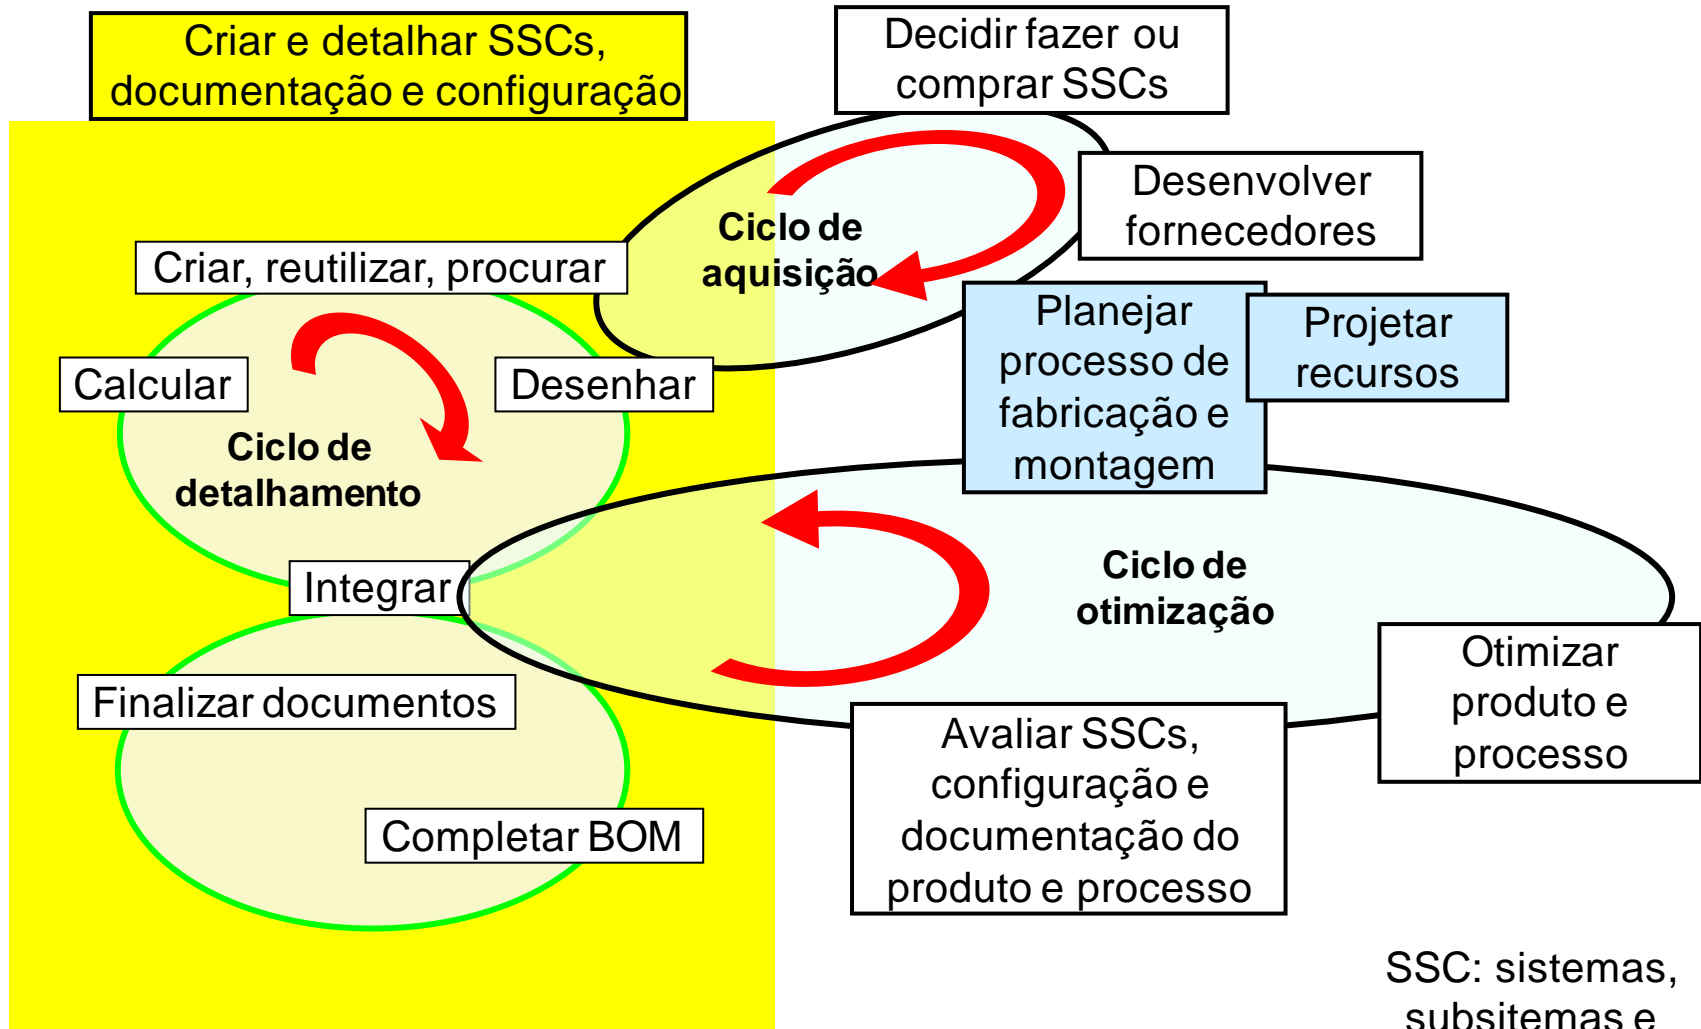 Criar e detalhar SSCs,
documentação e configuração
Decidir fazer ou
comprar SSCs
Desenvolver
fornecedores
Ciclo de
aquisição
Criar, reutilizar, procurar
Planejar
processo de
fabricação e
montagem
Projetar
recursos
Calcular
Desenhar
Ciclo de
detalhamento
Integrar
Ciclo de
otimização
Finalizar documentos
Otimizar
produto e
processo
Avaliar SSCs,
configuração e
documentação do
produto e processo
Completar BOM
SSC: sistemas,
subsitemas e